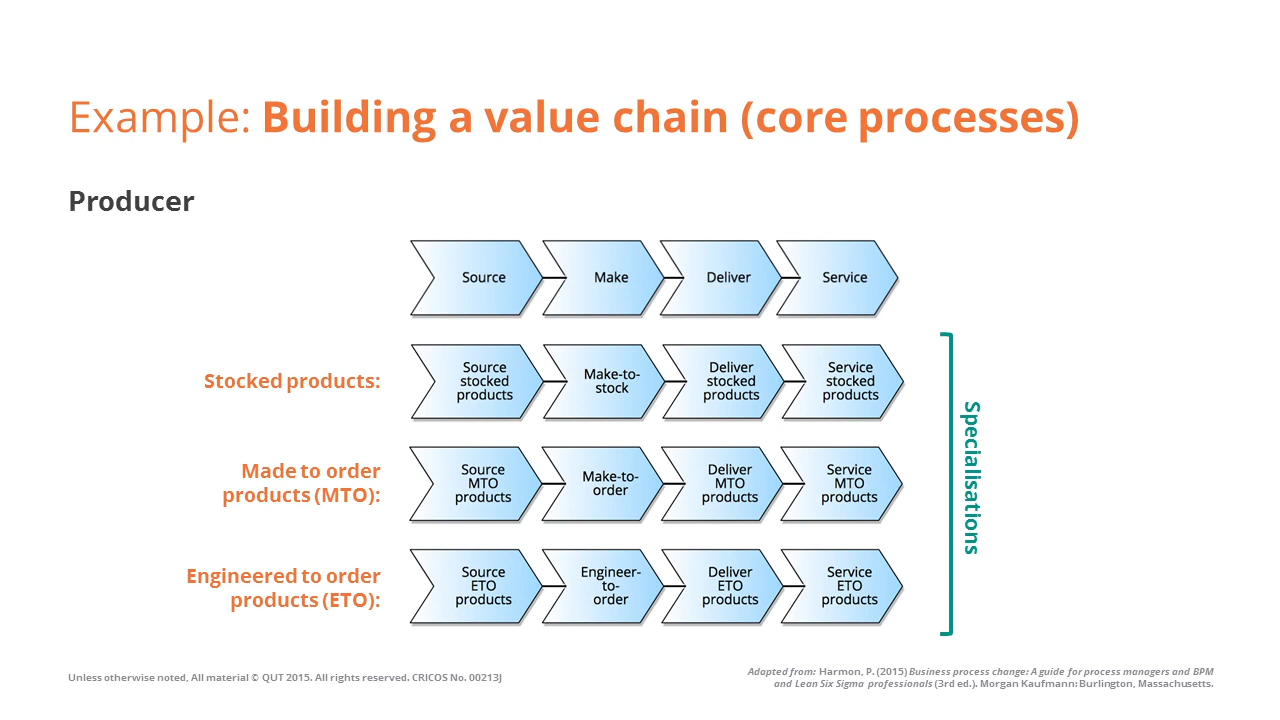 Example: Building a value chain (core processes)
Producer
Source
Make
Deliver
Service
Stocked products:
Source
stocked
products
Make-to-
stock
Deliver
stocked
products
Service
stocked
products
Made to order
products (MTO):
Source
MTO
products
Make-to-
order
Deliver
MTO
products
Service
MTO
products
Engineered to order
products (ETO):
Source
ETO
products
Engineer-
to-
order
Deliver
ETO
products
Service
ETO
products
Specialisations
Unless otherwise noted, All material © QUT 2015. All rights reserved. CRICOS No. 00213J
Adapted from: Harmon, P. (2015) Business process change: A guide for process managers and BPM
and Lean Six Sigma professionals (3rd ed.). Morgan Kaufmann: Burlington, Massachusetts.